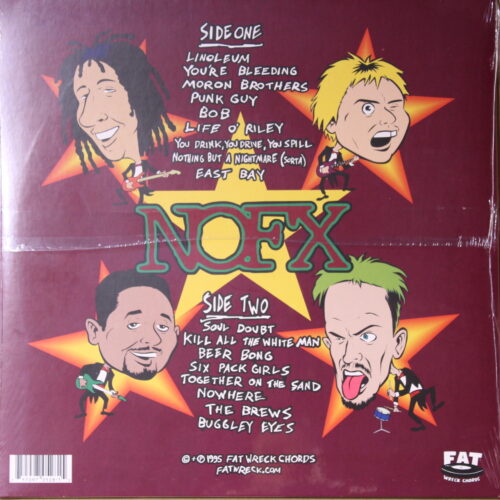 SIDE ONE
LINOLEUM
YOU'RE BLEEDING
MORON BROTHERS
PUNK GUY
BOB
LIFE O' RILEY
YOU DRINK, YOU DRIVE, YOU SPILL
NOTHING BUT A NIGHTMARE (SORTA)
EAST BAY
NOFX
SIDE TWO
SOUL DOUBT
KILL ALL THE WHITE MAN
BEER BONG
SIX PACK GIRLS
TOGETHER ON THE SAND
NOWHERE
THE BREWS
BUGGLEY EYES
©+℗ 1995 FAT WRECK CHORDS
FATWRECK.COM
FAT
WRECK CHORDS